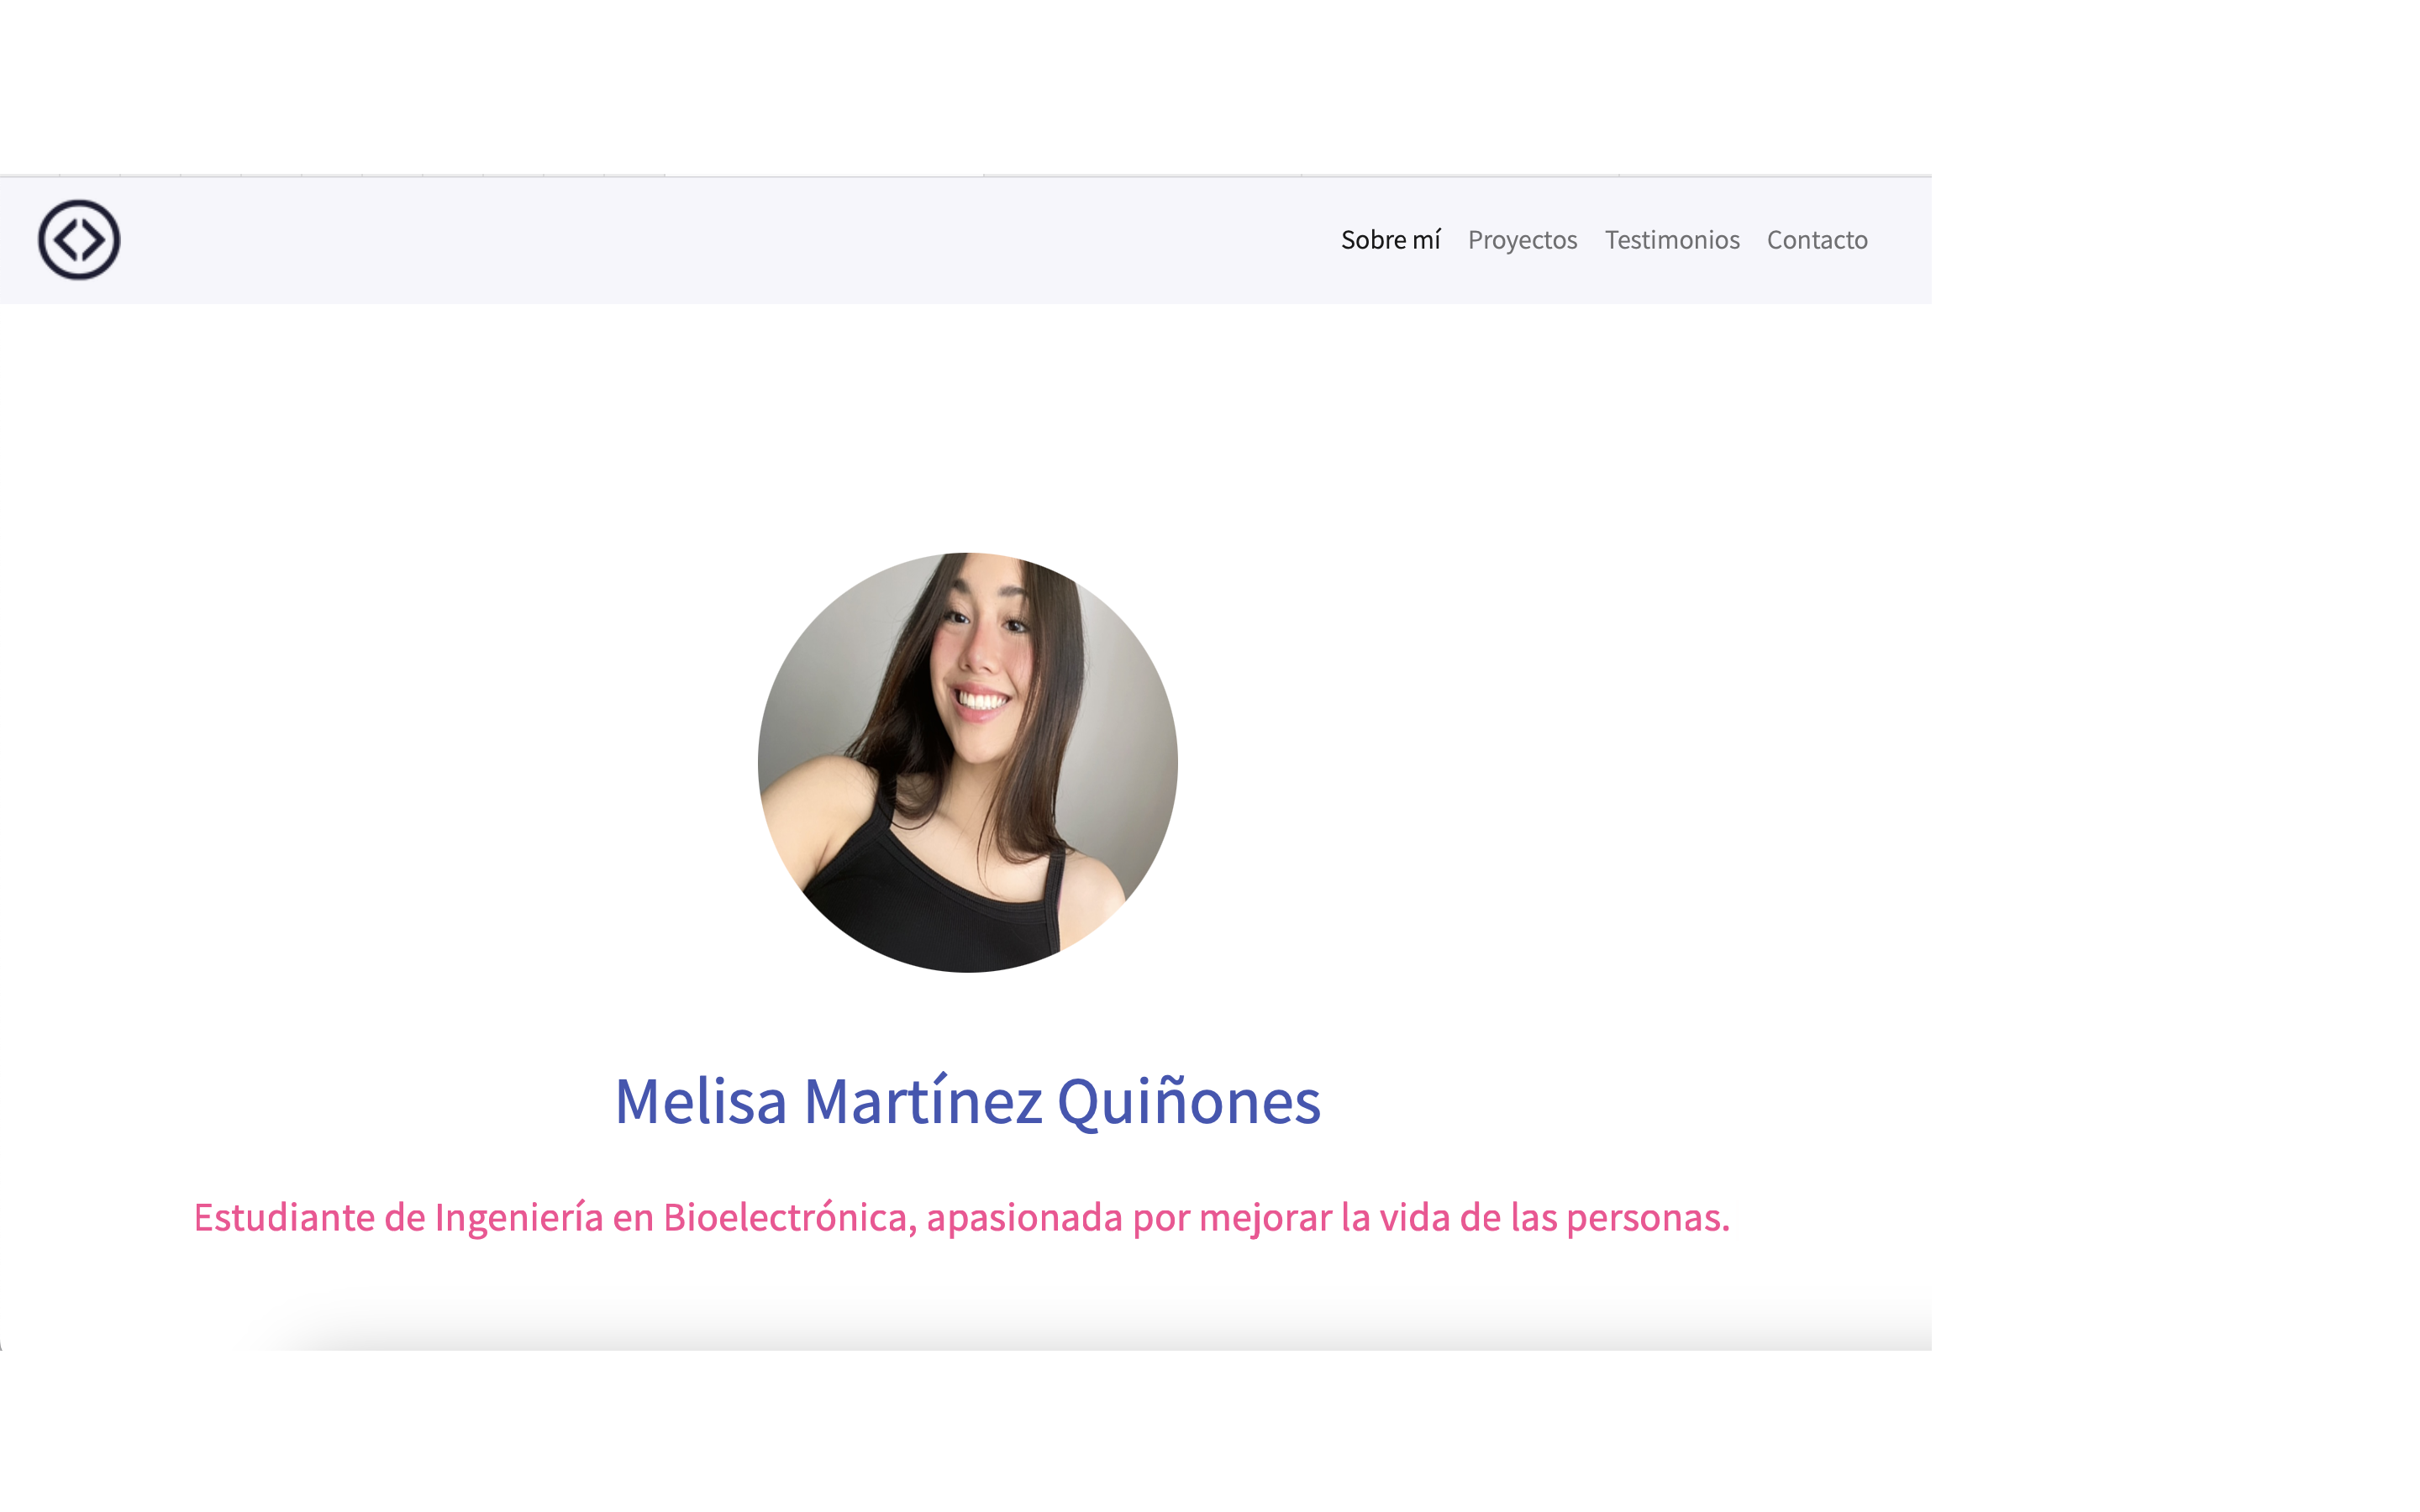 Sobre mí Proyectos Testimonios Contacto
Melisa Martínez Quiñones
Estudiante de Ingeniería en Bioelectrónica, apasionada por mejorar la vida de las personas.